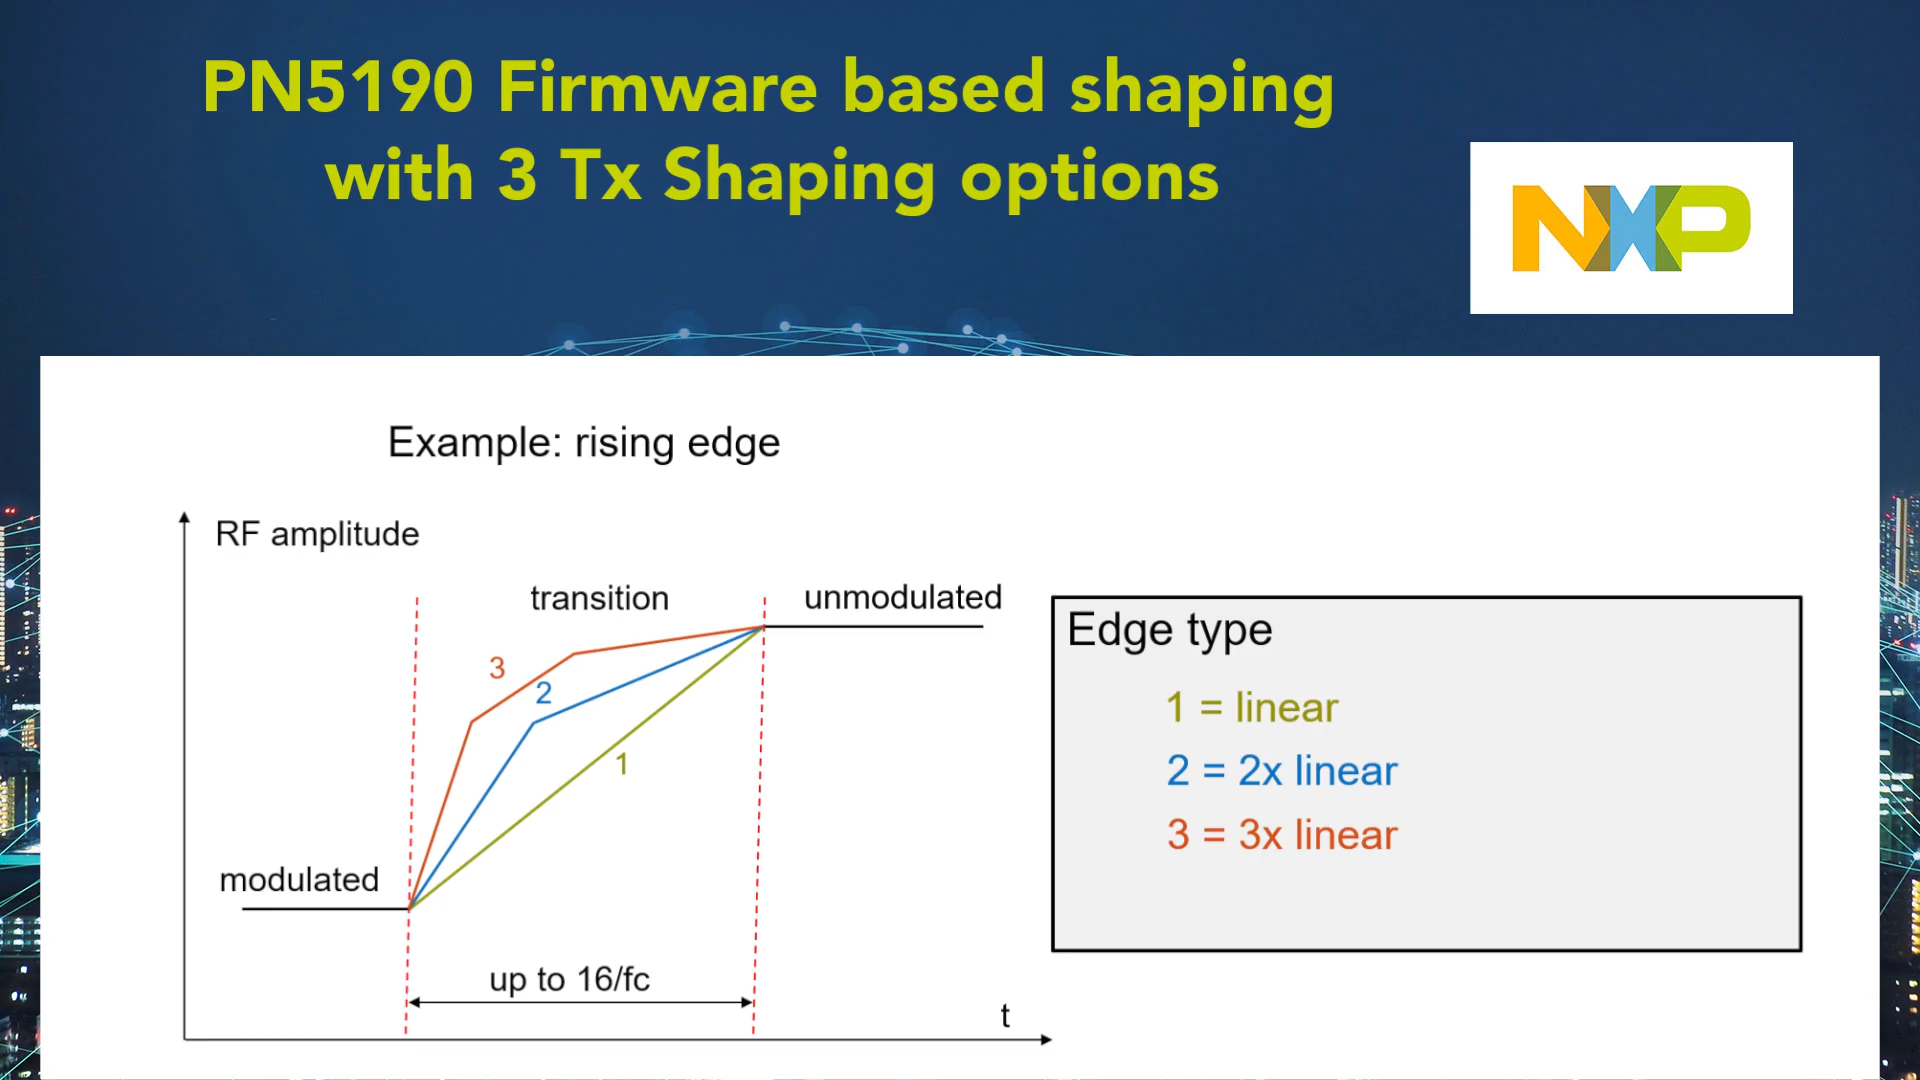 PN5190 Firmware based shaping
with 3 Tx Shaping options
NXP
Example: rising edge
RF amplitude
transition
unmodulated
3
2
1
modulated
up to 16/fc
t
Edge type
1 = linear
2 = 2x linear
3 = 3x linear